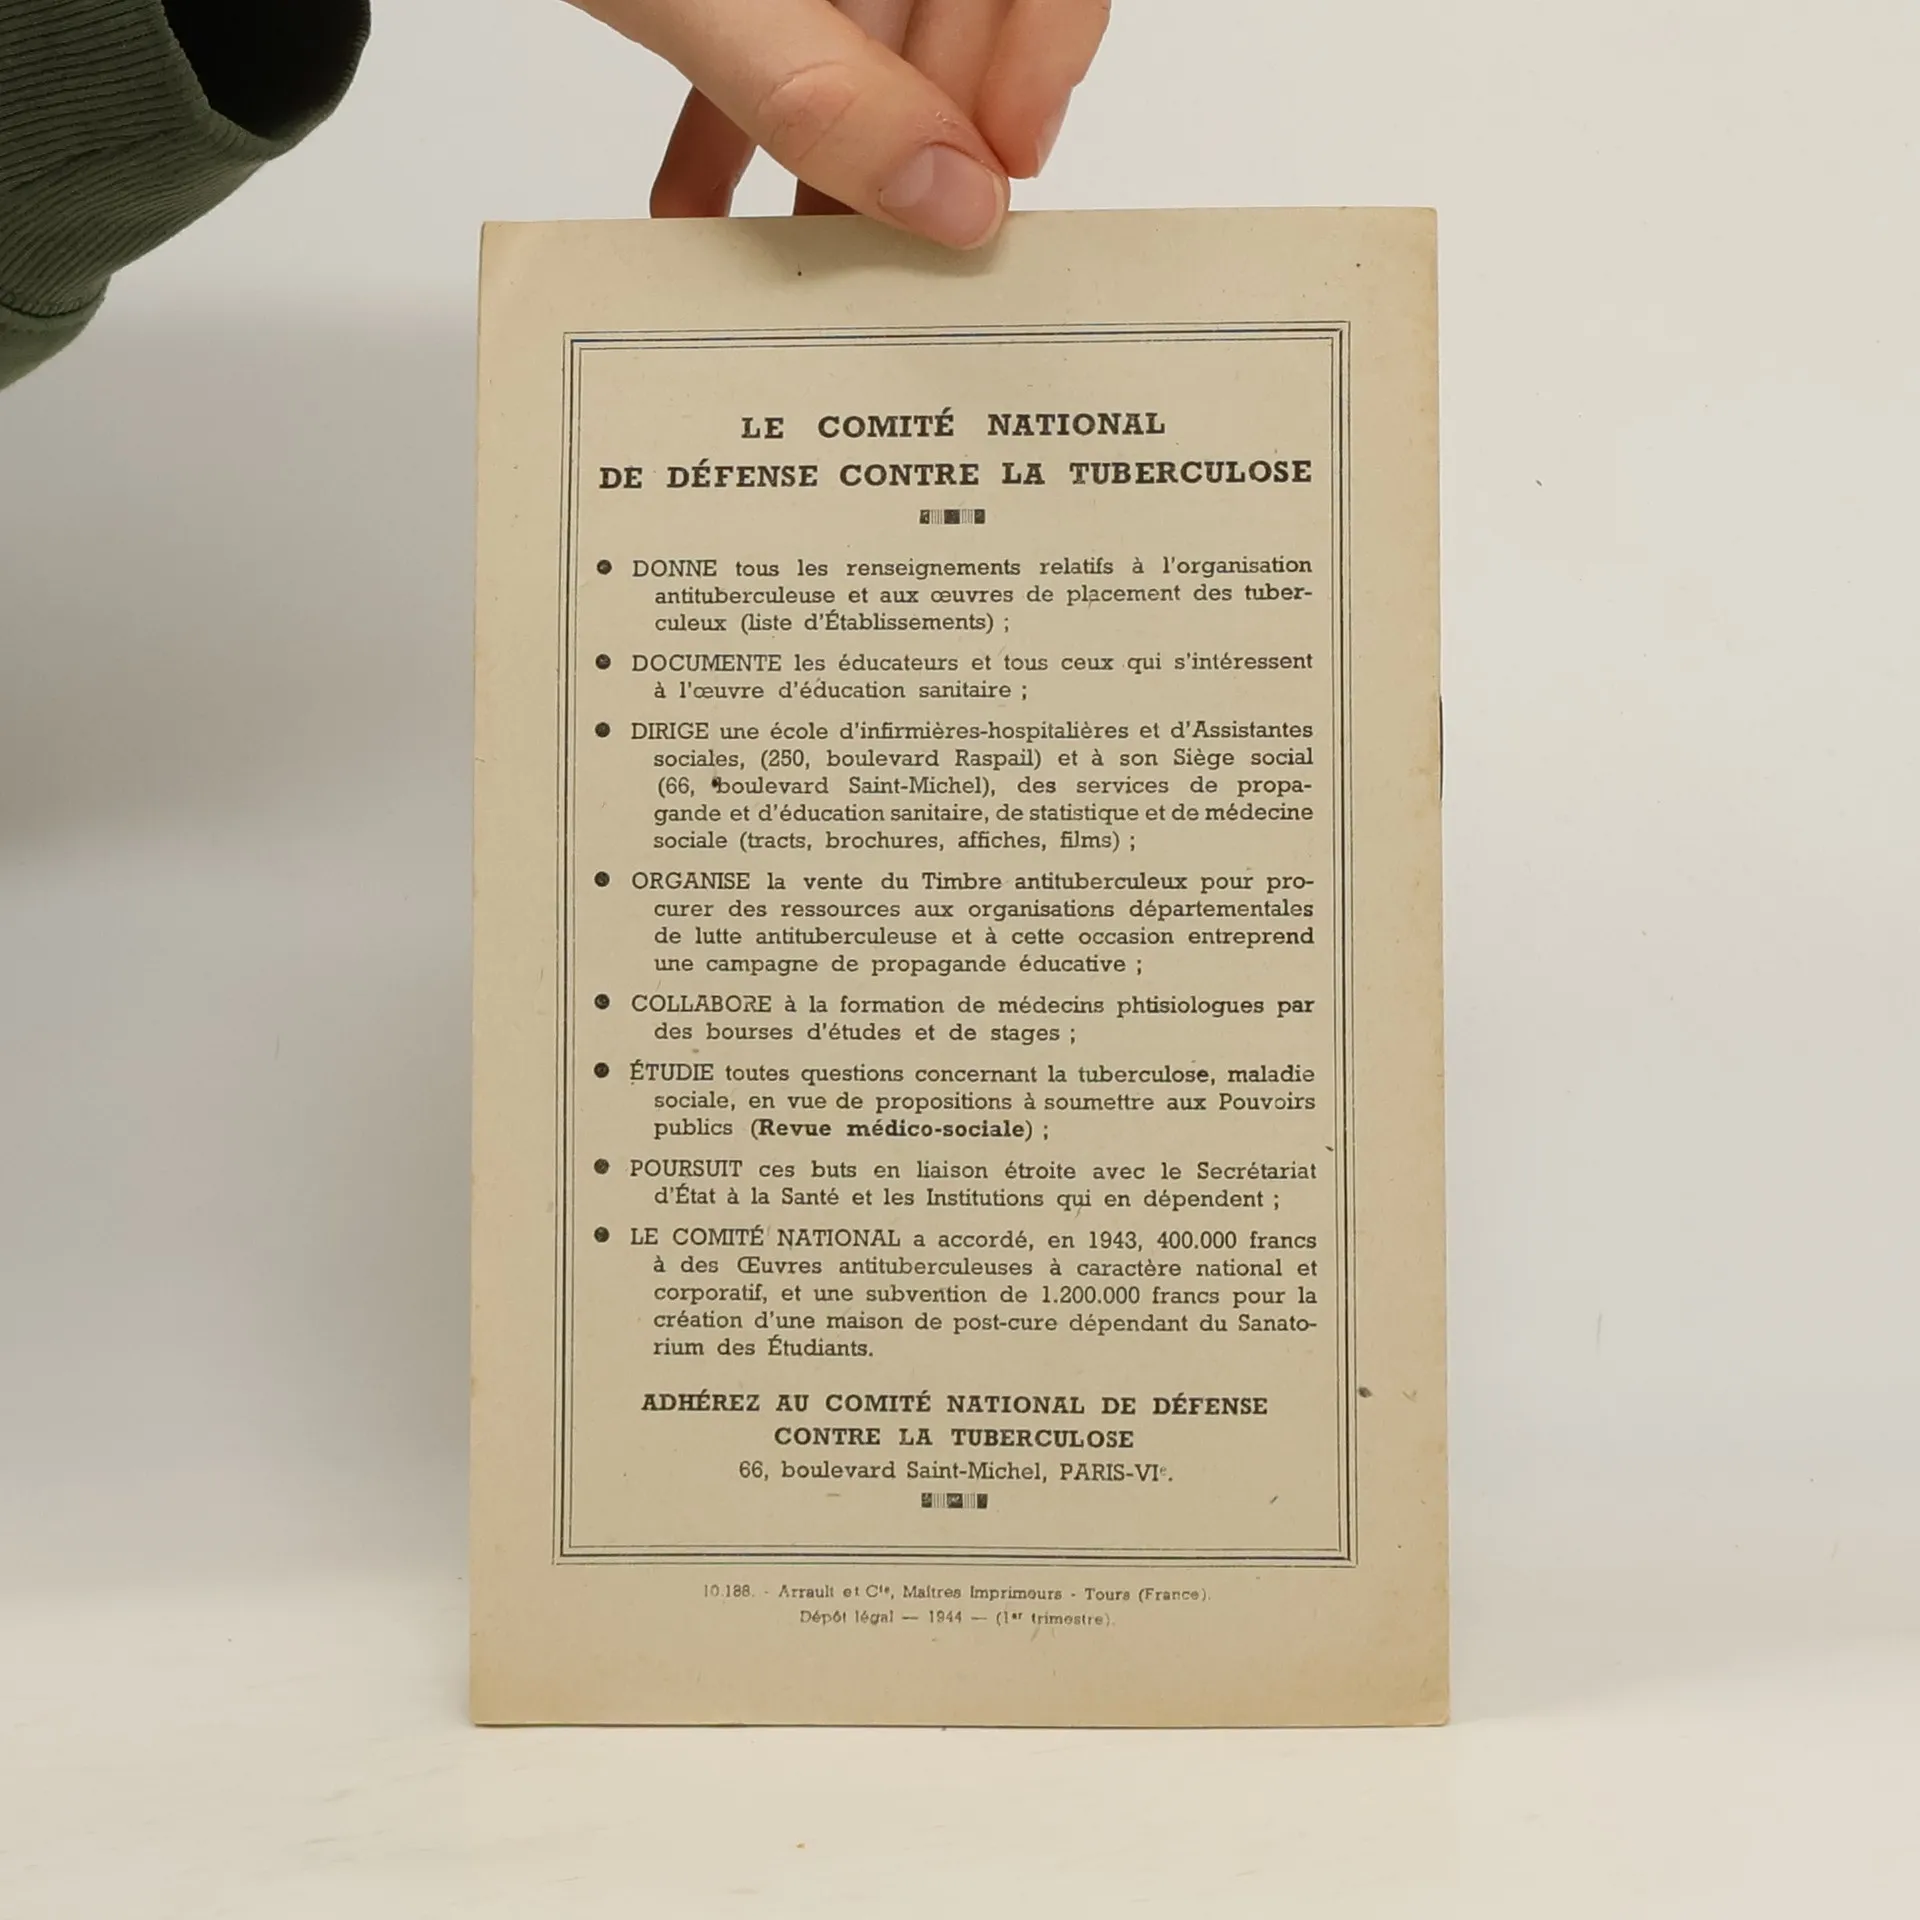 LE COMITÉ NATIONAL
DE DÉFENSE CONTRE LA TUBERCULOSE
● DONNE tous les renseignements relatifs à l'organisation
antituberculeuse et aux œuvres de placement des tuber-
culeux (liste d'Établissements) ;
● DOCUMENTE les éducateurs et tous ceux qui s'intéressent
à l'œuvre d'éducation sanitaire ;
● DIRIGE une école d'infirmières-hospitalières et d'Assistantes
sociales, (250, boulevard Raspail) et à son Siège social
(66, boulevard Saint-Michel), des services de propa-
gande et d'éducation sanitaire, de statistique et de médecine
sociale (tracts, brochures, affiches, films) ;
● ORGANISE la vente du Timbre antituberculeux pour pro-
curer des ressources aux organisations départementales
de lutte antituberculeuse et à cette occasion entreprend
une campagne de propagande éducative ;
● COLLABORE à la formation de médecins phtisiologues par
des bourses d'études et de stages ;
● ÉTUDIE toutes questions concernant la tuberculose, maladie
sociale, en vue de propositions à soumettre aux Pouvoirs
publics (Revue médico-sociale) ;
● POURSUIT ces buts en liaison étroite avec le Secrétariat
d'État à la Santé et les Institutions qui en dépendent ;
● LE COMITÉ NATIONAL a accordé, en 1943, 400.000 francs
à des Œuvres antituberculeuses à caractère national et
corporatif, et une subvention de 1.200.000 francs pour la
création d'une maison de post-cure dépendant du Sanato-
rium des Étudiants.
ADHÉREZ AU COMITÉ NATIONAL DE DÉFENSE
CONTRE LA TUBERCULOSE
66, boulevard Saint-Michel, PARIS-VIe.
10.188. - Arrault et Cie, Maîtres Imprimeurs - Tours (France).
Dépôt légal — 1944 — (1er trimestre).